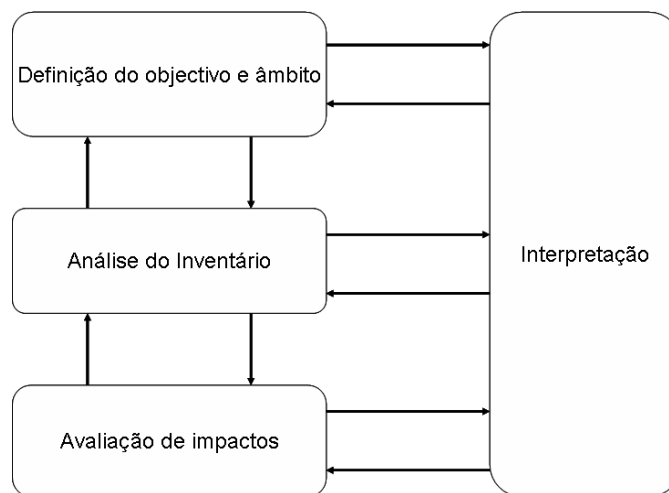 Definição do objectivo e âmbito
Análise do Inventário
Interpretação
Avaliação de impactos